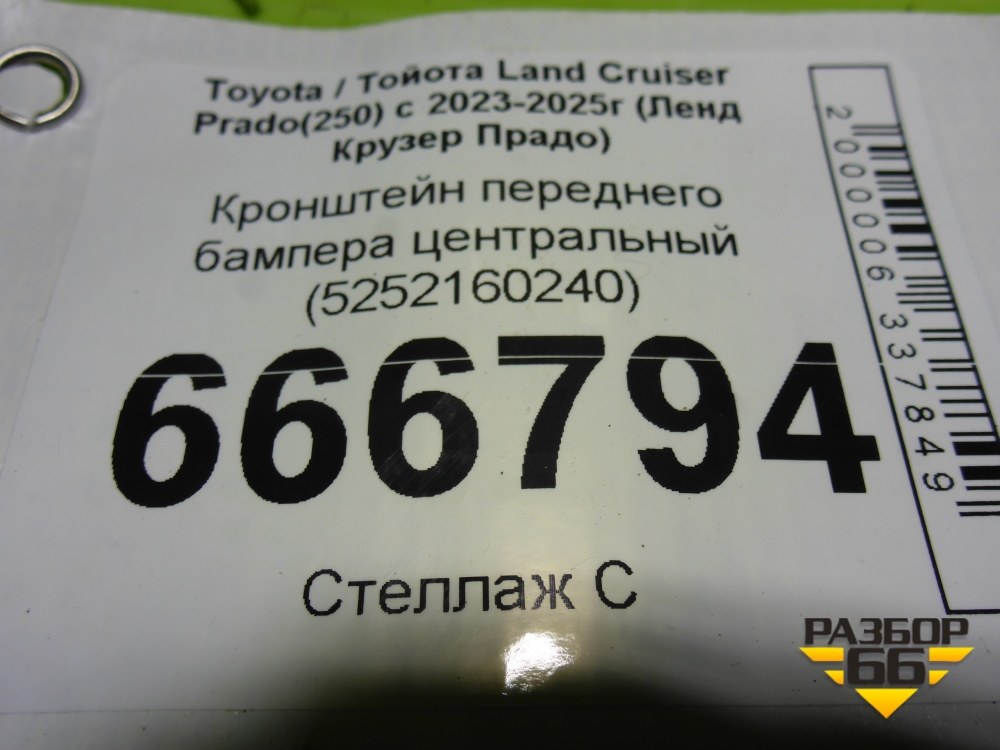 Toyota / Тойота Land Cruiser
Prado(250) с 2023-2025г (Ленд
Крузер Прадо)
Кронштейн переднего
бампера центральный
(5252160240)
666794
Стеллаж С
2000006337849
РАЗБОР
66